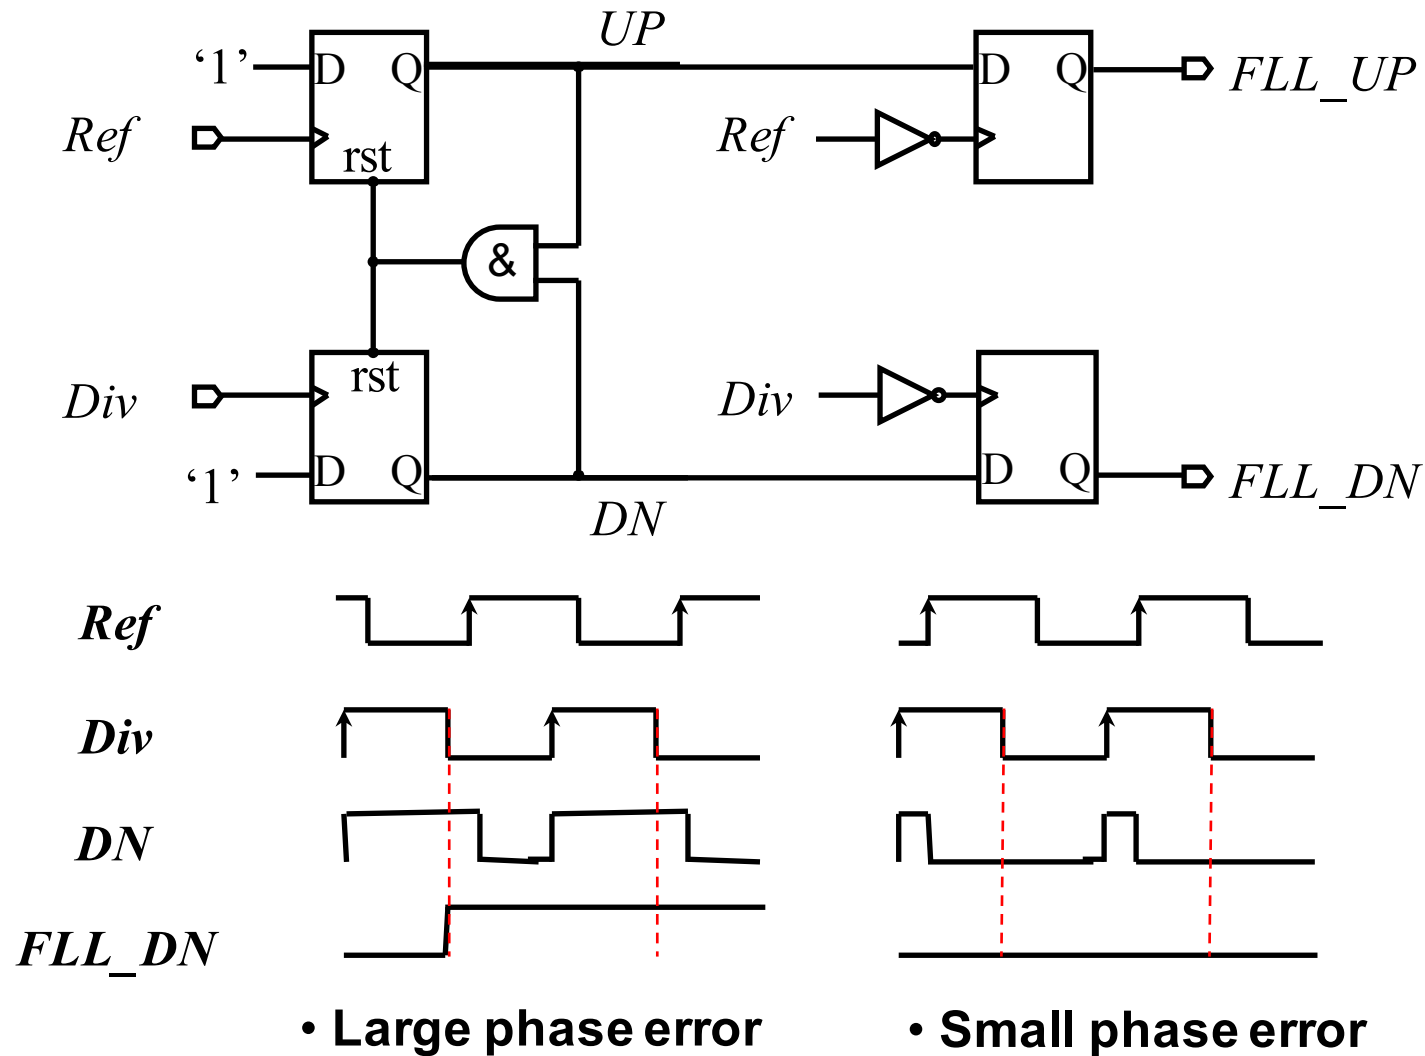 UP
‘1’ D Q D Q FLL_UP
Ref Ref
rst
&
rst
Div Div
‘1’ D Q D Q FLL_DN
DN
Ref
Div
DN
FLL_DN
• Large phase error • Small phase error